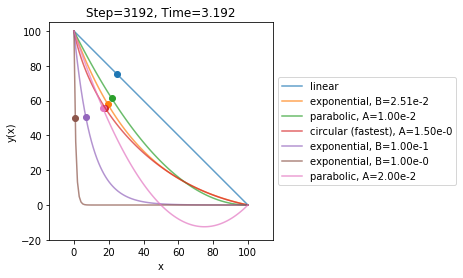 Step=3192, Time=3.192
100
80
60
40
20
0
−20
y(x)
0 20 40 60 80 100
x
linear
exponential, B=2.51e-2
parabolic, A=1.00e-2
circular (fastest), A=1.50e-0
exponential, B=1.00e-1
exponential, B=1.00e-0
parabolic, A=2.00e-2